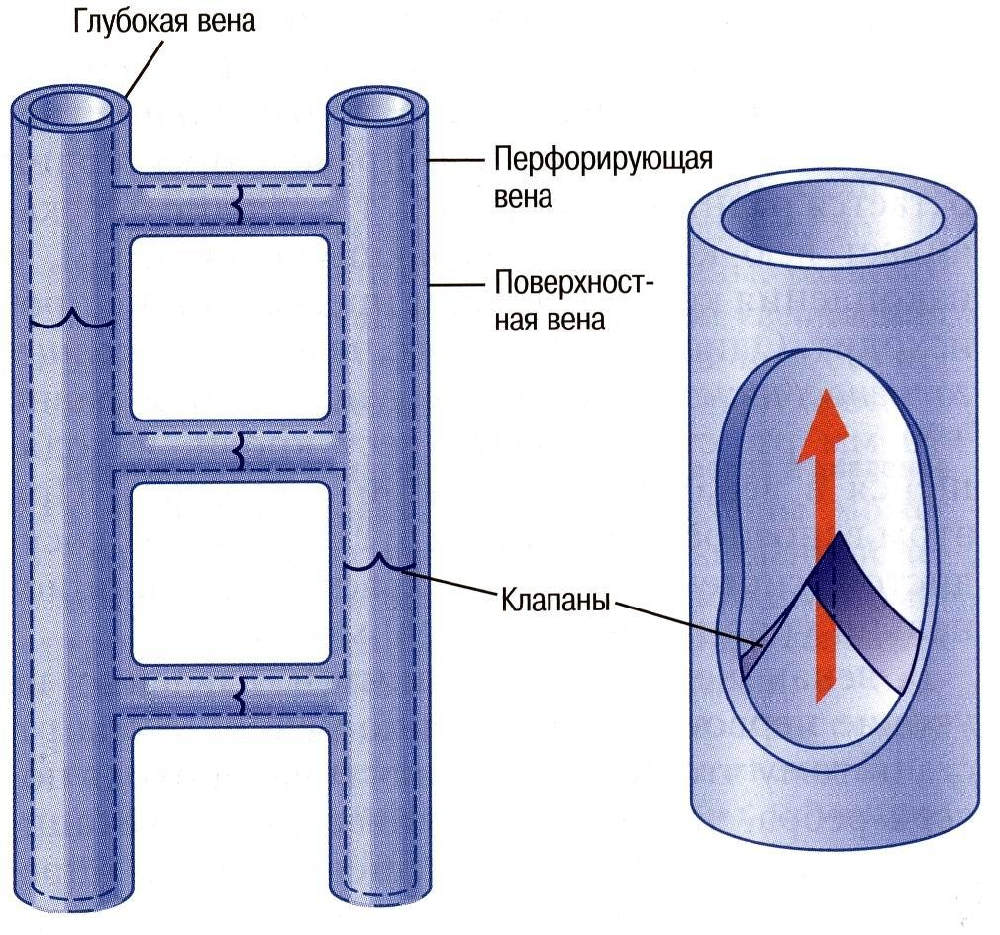 Глубокая вена
Перфорирующая
вена
Поверхност-
ная вена
Клапаны